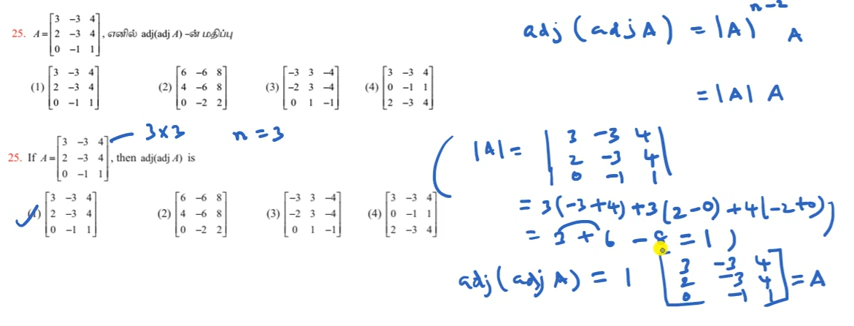 25. A = [3 -3 4; 2 -3 4; 0 -1 1], எனில் adj(adj A) -ன் மதிப்பு
(1) [3 -3 4; 2 -3 4; 0 -1 1] (2) [6 -6 8; 4 -6 8; 0 -2 2] (3) [-3 3 -4; -2 3 -4; 0 1 -1] (4) [3 -3 4; 0 -1 1; 2 -3 4]
3×3 n = 3
25. If A = [3 -3 4; 2 -3 4; 0 -1 1], then adj(adj A) is
(1) [3 -3 4; 2 -3 4; 0 -1 1] (2) [6 -6 8; 4 -6 8; 0 -2 2] (3) [-3 3 -4; -2 3 -4; 0 1 -1] (4) [3 -3 4; 0 -1 1; 2 -3 4]
adj (adj A) = |A|^(n-2) A
= |A| A
( |A| = |3 -3 4; 2 -3 4; 0 -1 1|
= 3(-3+4) +3(2-0) +4(-2+0)
= 3 + 6 - 8 = 1 )
adj (adj A) = 1 [3 -3 4; 2 -3 4; 0 -1 1] = A